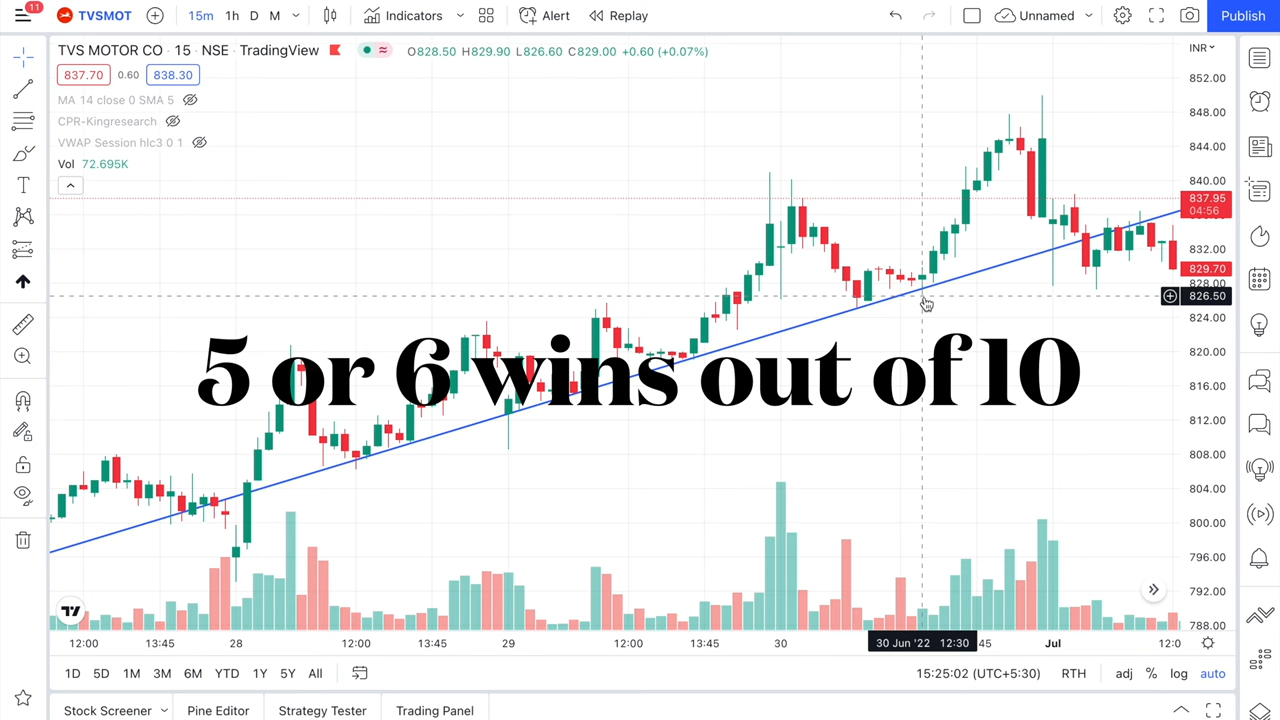 11
TVSMOT
15m 1h D M
Indicators
Alert
Replay
Unnamed
Publish
TVS MOTOR CO · 15 · NSE · TradingView
O828.50 H829.90 L826.60 C829.00 +0.60 (+0.07%)
INR
837.70 0.60 838.30
MA 14 close 0 SMA 5
CPR-Kingresearch
VWAP Session hlc3 0 1
Vol 72.695K
852.00
848.00
844.00
840.00
837.95
04:56
832.00
829.70
828.00
826.50
824.00
820.00
816.00
812.00
808.00
804.00
800.00
796.00
792.00
788.00
5 or 6 wins out of 10
12:00 13:45 28 12:00 13:45 29 12:00 13:45 30 30 Jun '22 12:30 45 Jul 12:0
1D 5D 1M 3M 6M YTD 1Y 5Y All
15:25:02 (UTC+5:30) RTH adj % log auto
Stock Screener Pine Editor Strategy Tester Trading Panel